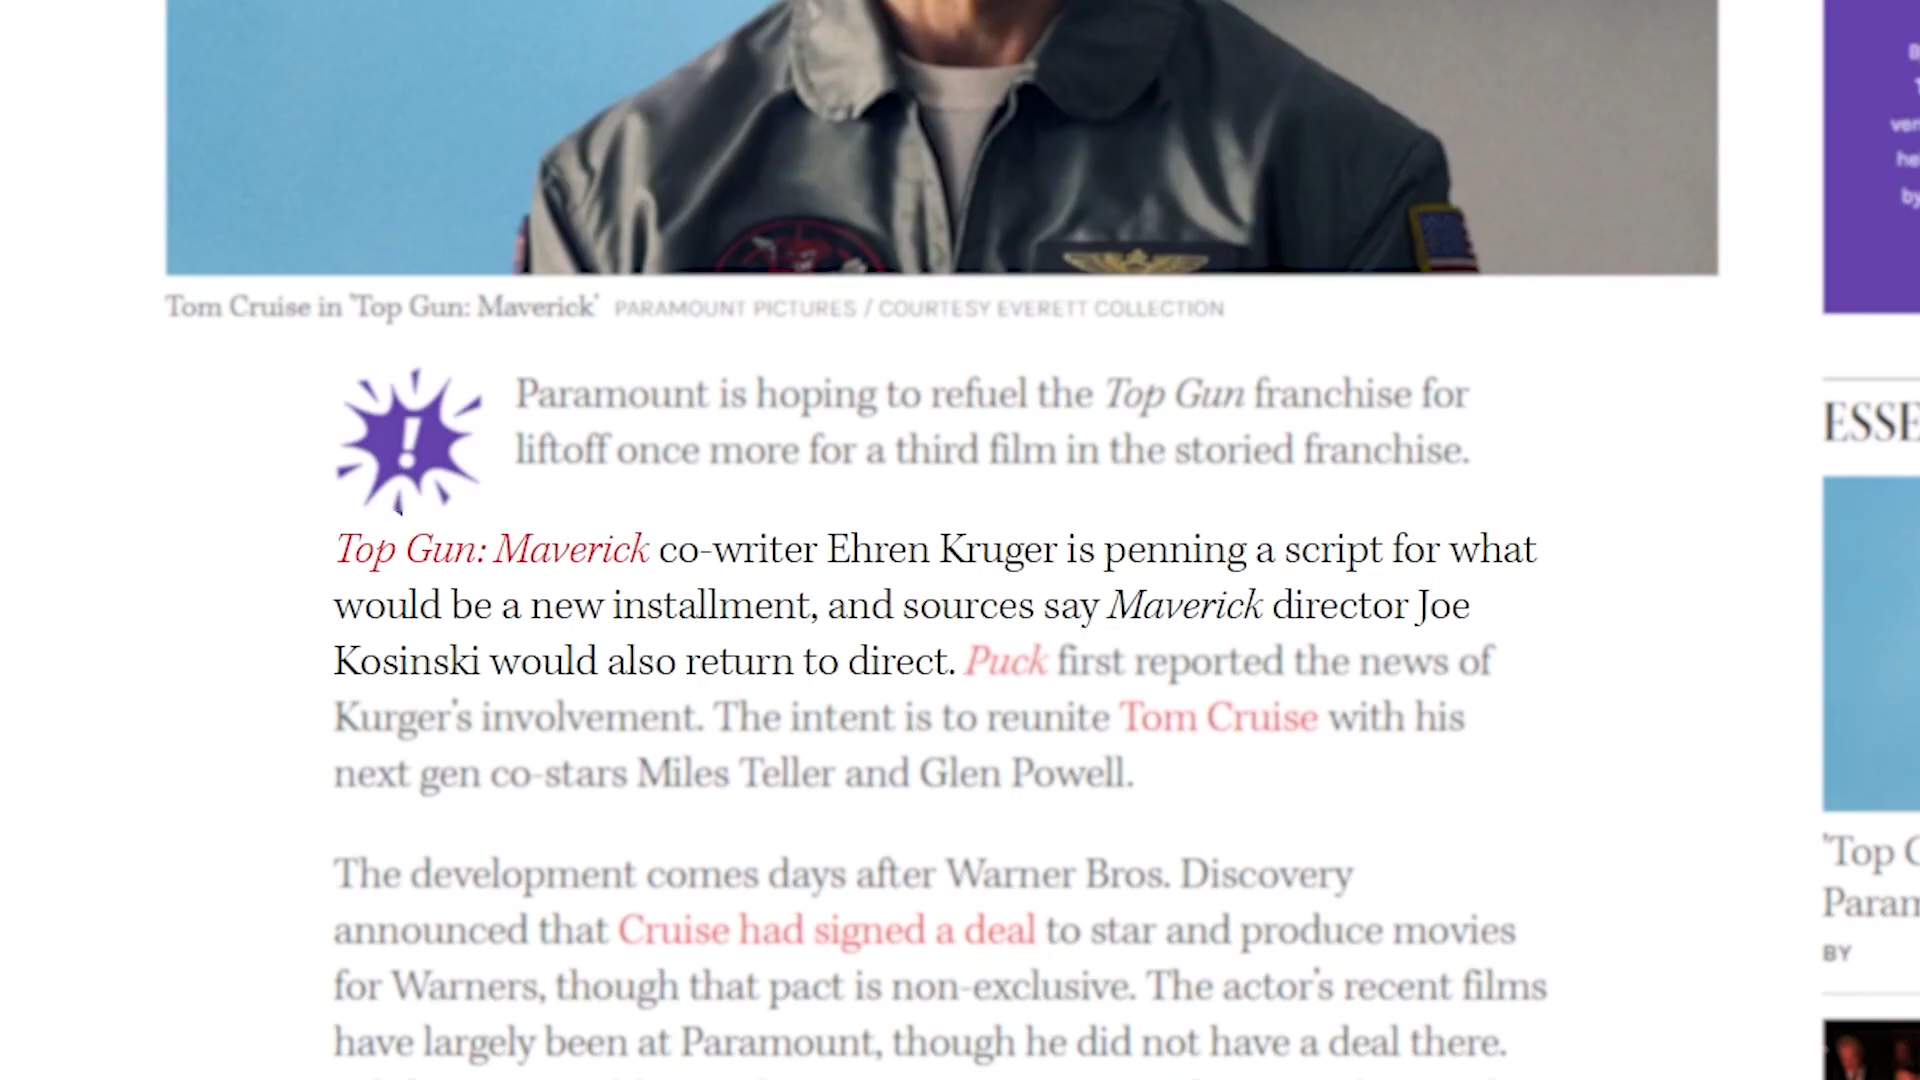 Tom Cruise in 'Top Gun: Maverick' PARAMOUNT PICTURES / COURTESY EVERETT COLLECTION
Paramount is hoping to refuel the Top Gun franchise for
liftoff once more for a third film in the storied franchise.
Top Gun: Maverick co-writer Ehren Kruger is penning a script for what
would be a new installment, and sources say Maverick director Joe
Kosinski would also return to direct. Puck first reported the news of
Kurger's involvement. The intent is to reunite Tom Cruise with his
next gen co-stars Miles Teller and Glen Powell.
The development comes days after Warner Bros. Discovery
announced that Cruise had signed a deal to star and produce movies
for Warners, though that pact is non-exclusive. The actor's recent films
have largely been at Paramount, though he did not have a deal there.
ESSE
'Top
Param
BY